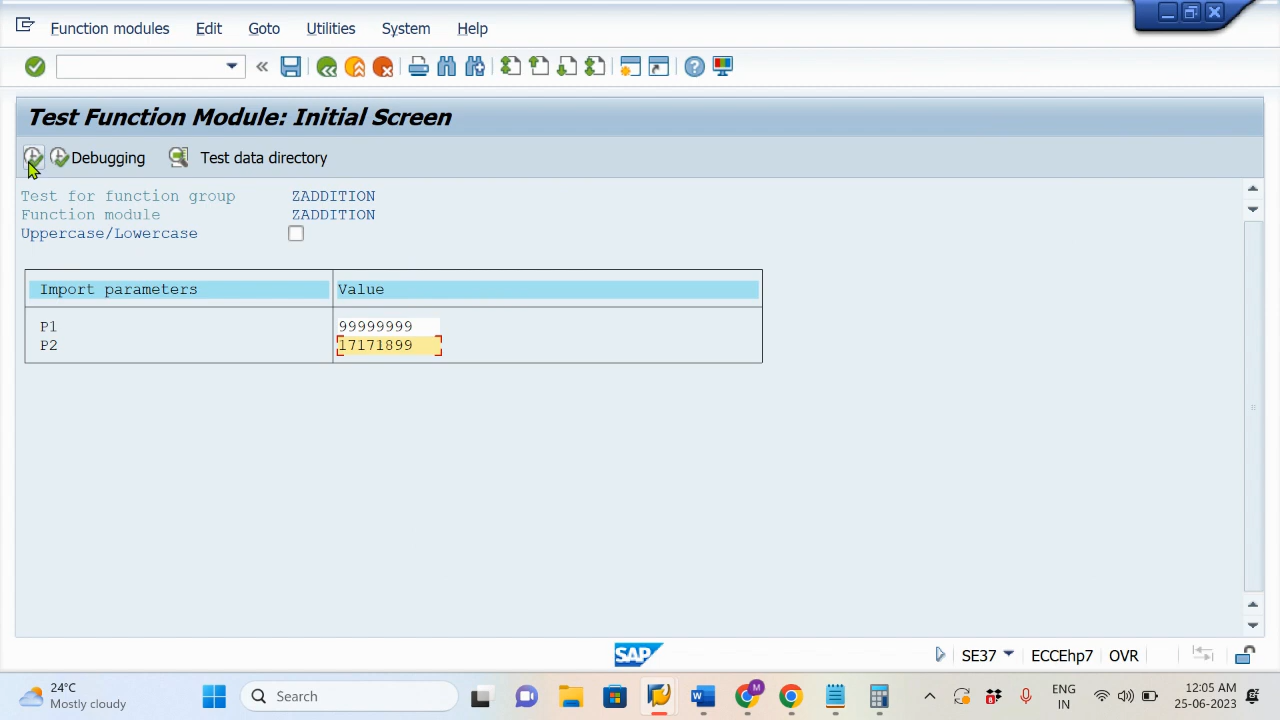 Function modules Edit Goto Utilities System Help
Test Function Module: Initial Screen
Debugging Test data directory
Test for function group ZADDITION
Function module ZADDITION
Uppercase/Lowercase
Import parameters Value
P1 99999999
P2 17171899
SAP SE37 ECCEhp7 OVR
24°C
Mostly cloudy
Search
M
ENG
IN
12:05 AM
25-06-2023